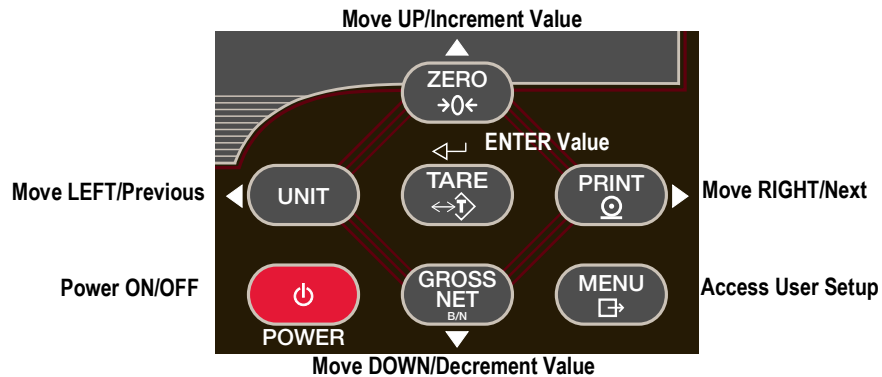 Move UP/Increment Value
ZERO
→0←
ENTER Value
Move LEFT/Previous
UNIT
TARE
T
PRINT
Move RIGHT/Next
Power ON/OFF
POWER
GROSS
NET
B/N
MENU
Access User Setup
Move DOWN/Decrement Value